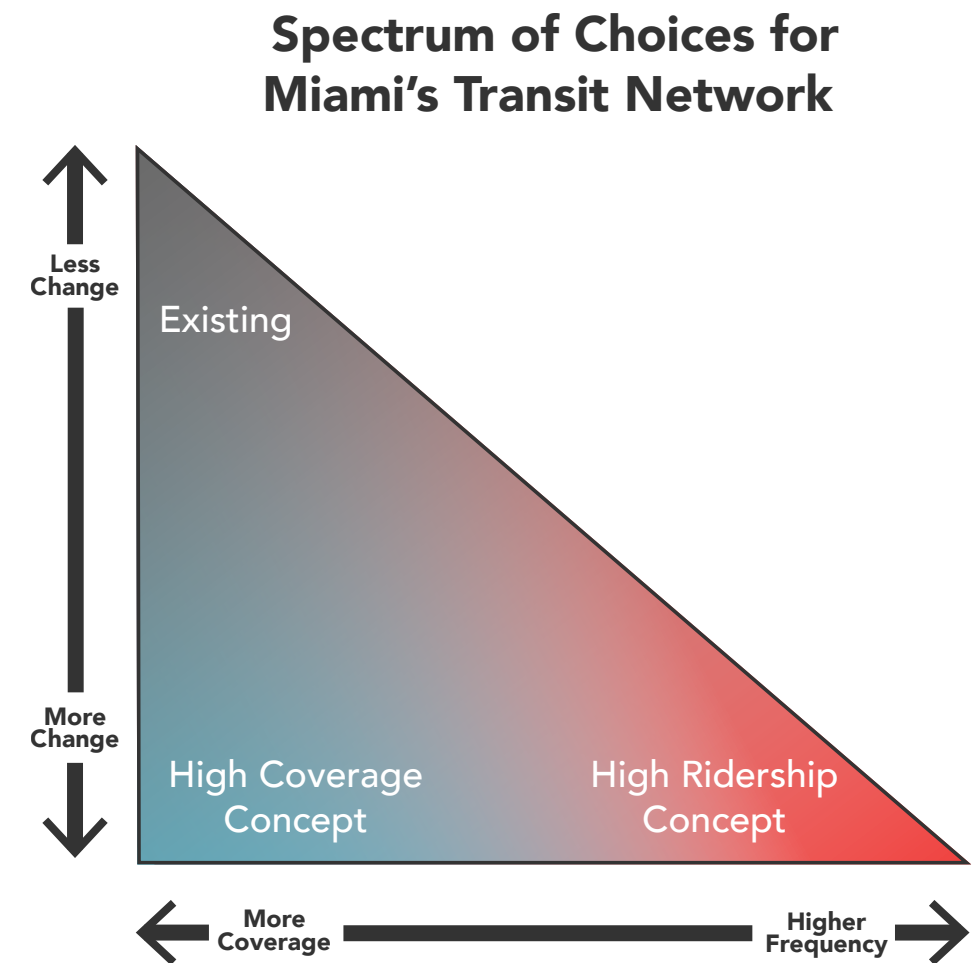 Spectrum of Choices for
Miami's Transit Network
Less
Change
Existing
More
Change
High Coverage
Concept
High Ridership
Concept
More
Coverage
Higher
Frequency